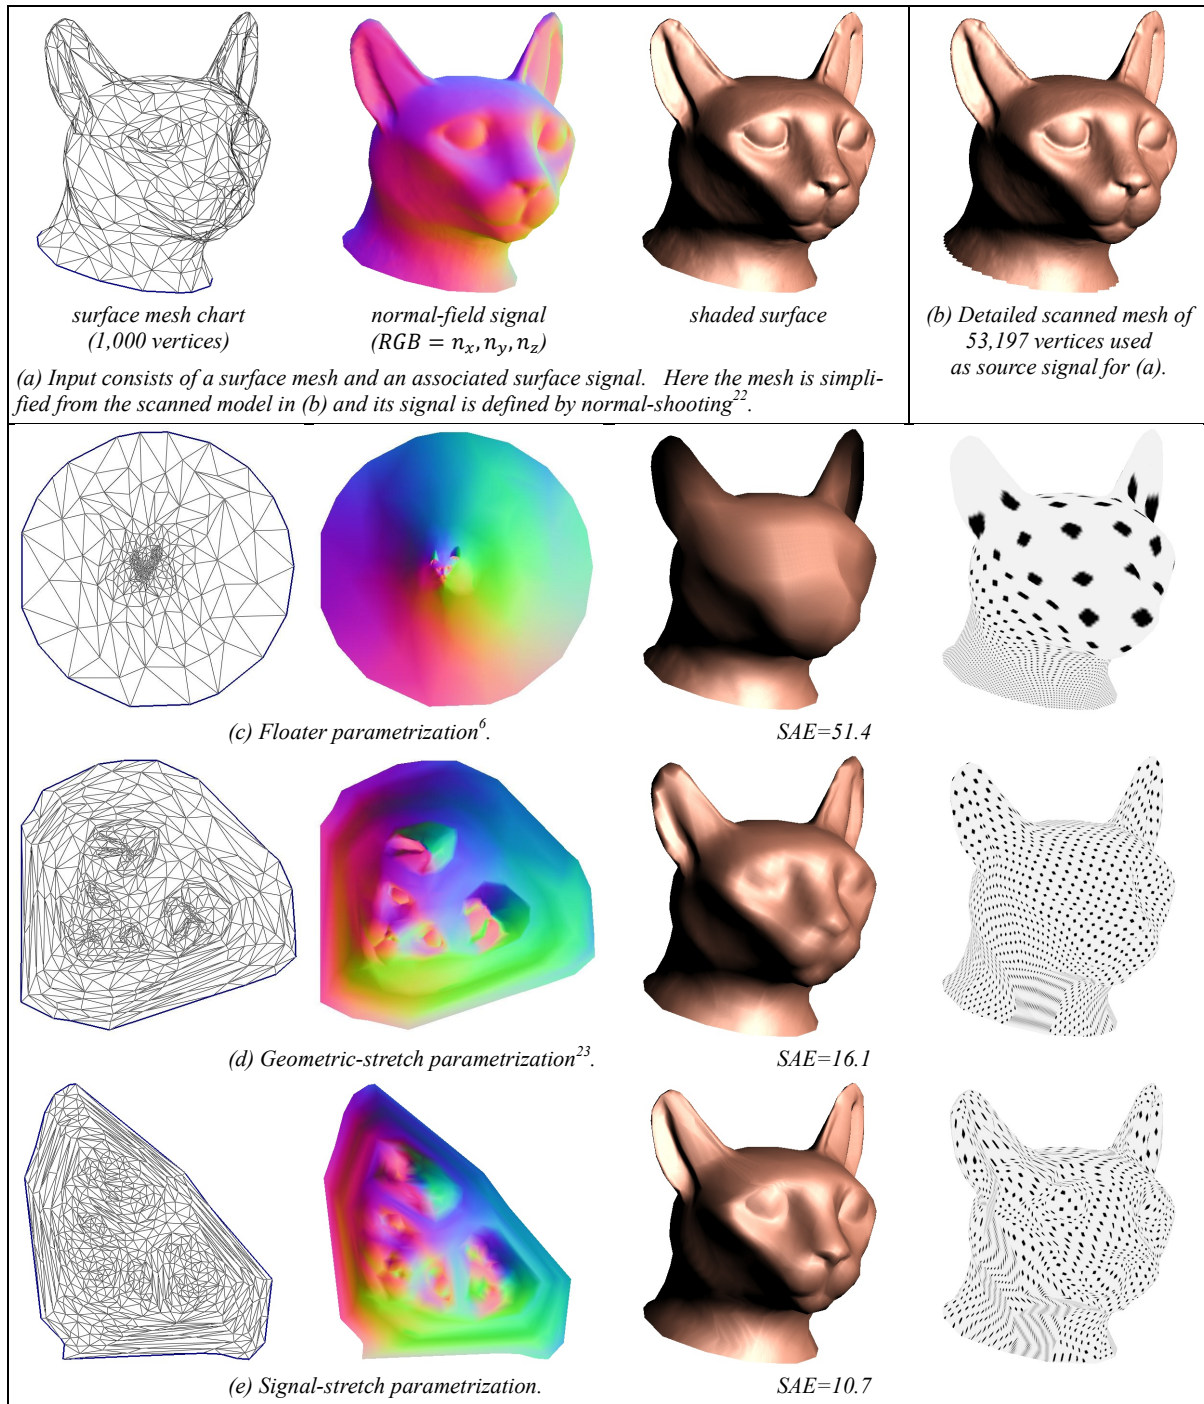 surface mesh chart
(1,000 vertices)
normal-field signal
(RGB = n_x, n_y, n_z)
shaded surface
(b) Detailed scanned mesh of
53,197 vertices used
as source signal for (a).
(a) Input consists of a surface mesh and an associated surface signal. Here the mesh is simpli-
fied from the scanned model in (b) and its signal is defined by normal-shooting²².
(c) Floater parametrization⁶.
SAE=51.4
(d) Geometric-stretch parametrization²³.
SAE=16.1
(e) Signal-stretch parametrization.
SAE=10.7